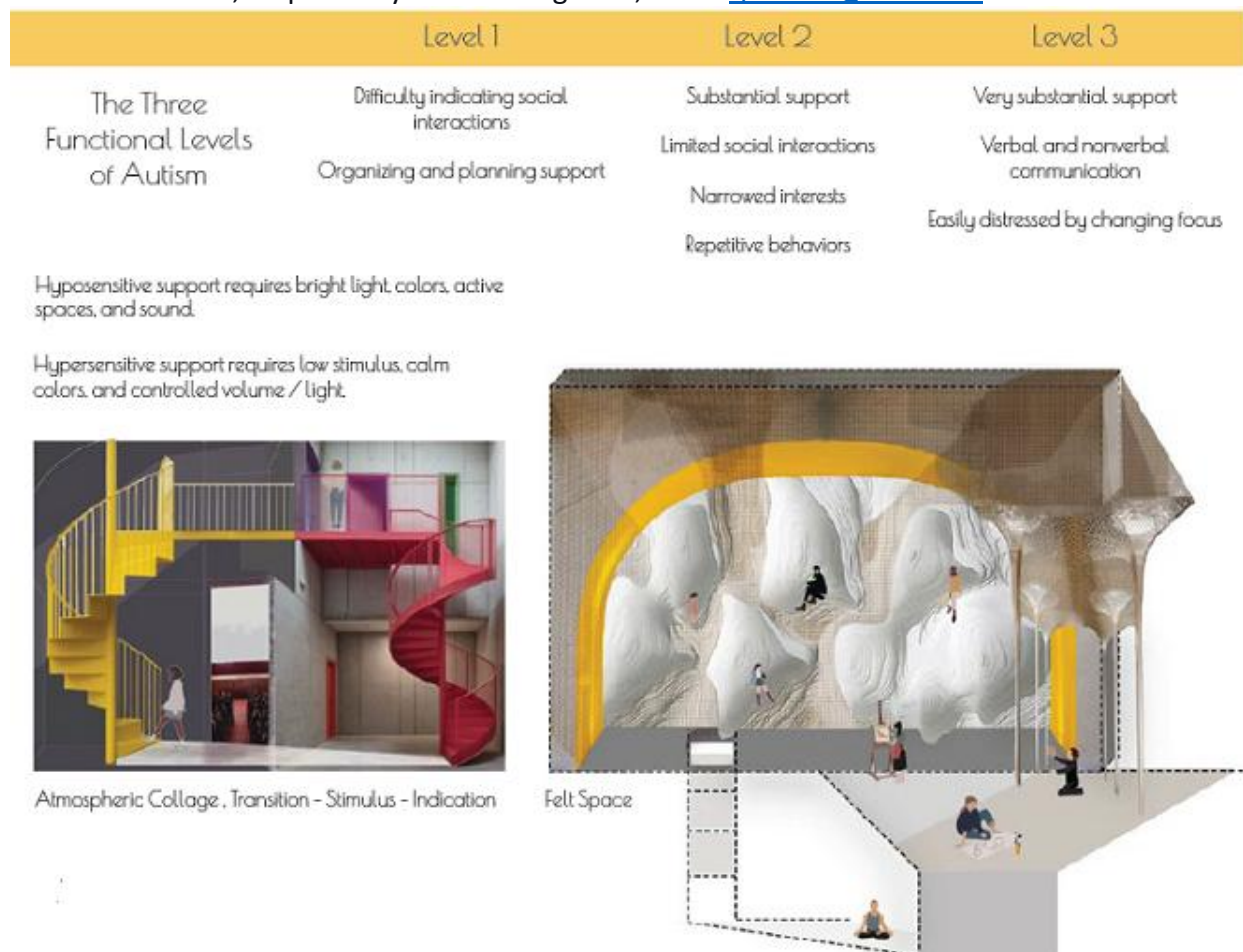 Level 1
Level 2
Level 3
The Three
Functional Levels
of Autism
Difficulty indicating social
interactions
Organizing and planning support
Substantial support
Limited social interactions
Narrowed interests
Repetitive behaviors
Very substantial support
Verbal and nonverbal
communication
Easily distressed by changing focus
Hyposensitive support requires bright light, colors, active
spaces, and sound.
Hypersensitive support requires low stimulus, calm
colors, and controlled volume / light.
Atmospheric Collage , Transition - Stimulus - Indication
Felt Space